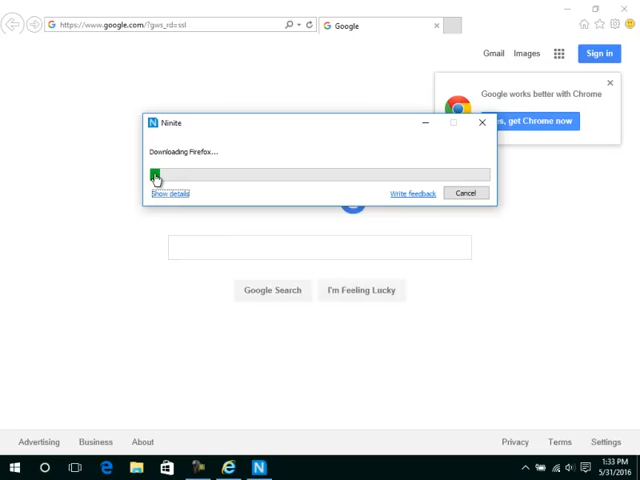 https://www.google.com/?gws_rd=ssl
Google
Gmail Images Sign in
Google works better with Chrome
es, get Chrome now
Ninite
Downloading Firefox...
Show details
Write feedback
Cancel
Google Search
I'm Feeling Lucky
Advertising Business About
Privacy Terms Settings
1:33 PM
5/31/2016